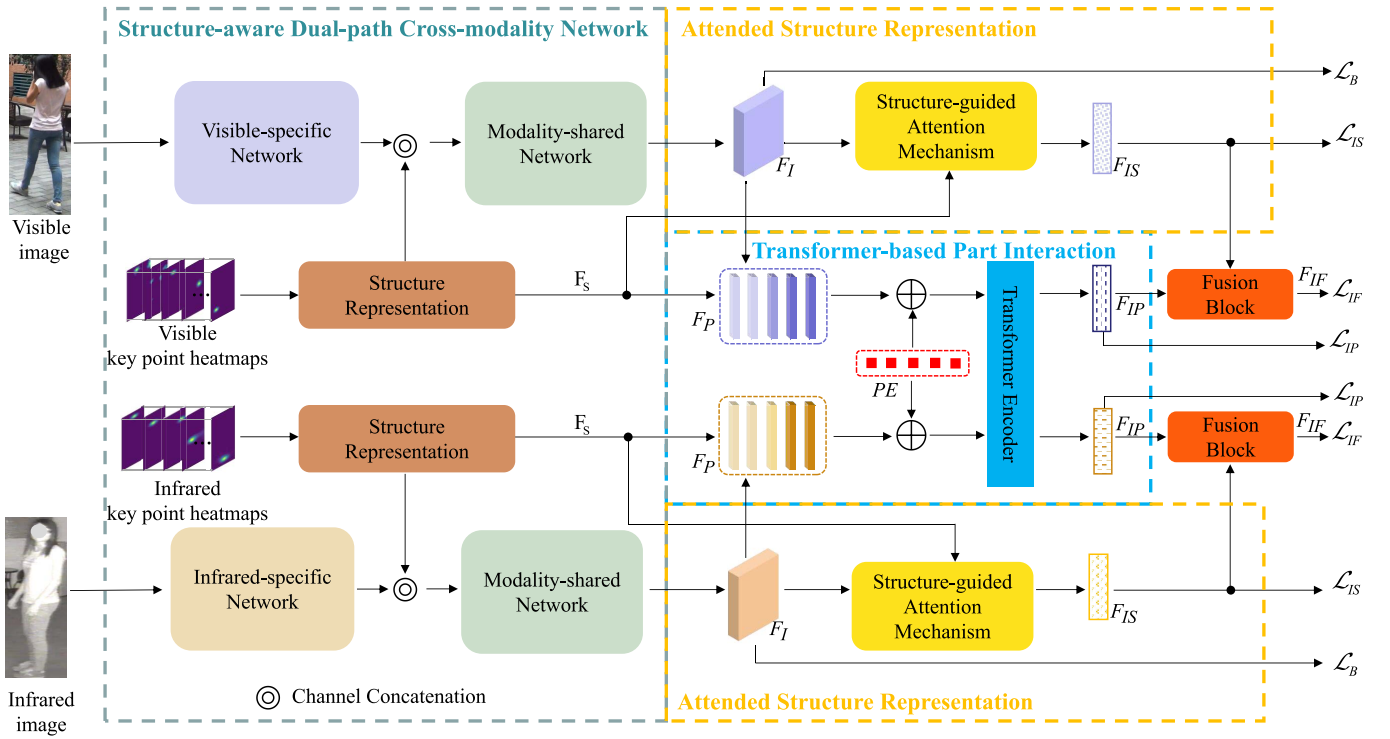 Structure-aware Dual-path Cross-modality Network
Attended Structure Representation
Visible-specific
Network
Modality-shared
Network
F_I
Structure-guided
Attention
Mechanism
F_IS
ℒ_B
ℒ_IS
Visible
image
Visible
key point heatmaps
Structure
Representation
F_S
Transformer-based Part Interaction
F_P
PE
Transformer Encoder
F_IP
Fusion
Block
F_IF
ℒ_IF
ℒ_IP
Infrared
key point heatmaps
Structure
Representation
F_S
F_P
F_IP
Fusion
Block
F_IF
ℒ_IP
ℒ_IF
Infrared
image
Infrared-specific
Network
Modality-shared
Network
F_I
Structure-guided
Attention
Mechanism
F_IS
ℒ_IS
ℒ_B
Channel Concatenation
Attended Structure Representation